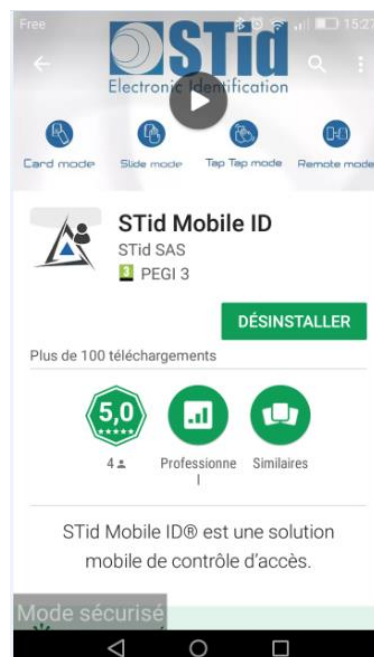 Free 15:27
STid
Electronic Identification
Card mode Slide mode Tap Tap mode Remote mode
STid Mobile ID
STid SAS
3 PEGI 3
DÉSINSTALLER
Plus de 100 téléchargements
5,0
4 Professionne Similaires
l
STid Mobile ID® est une solution
mobile de contrôle d'accès.
Mode sécurisé